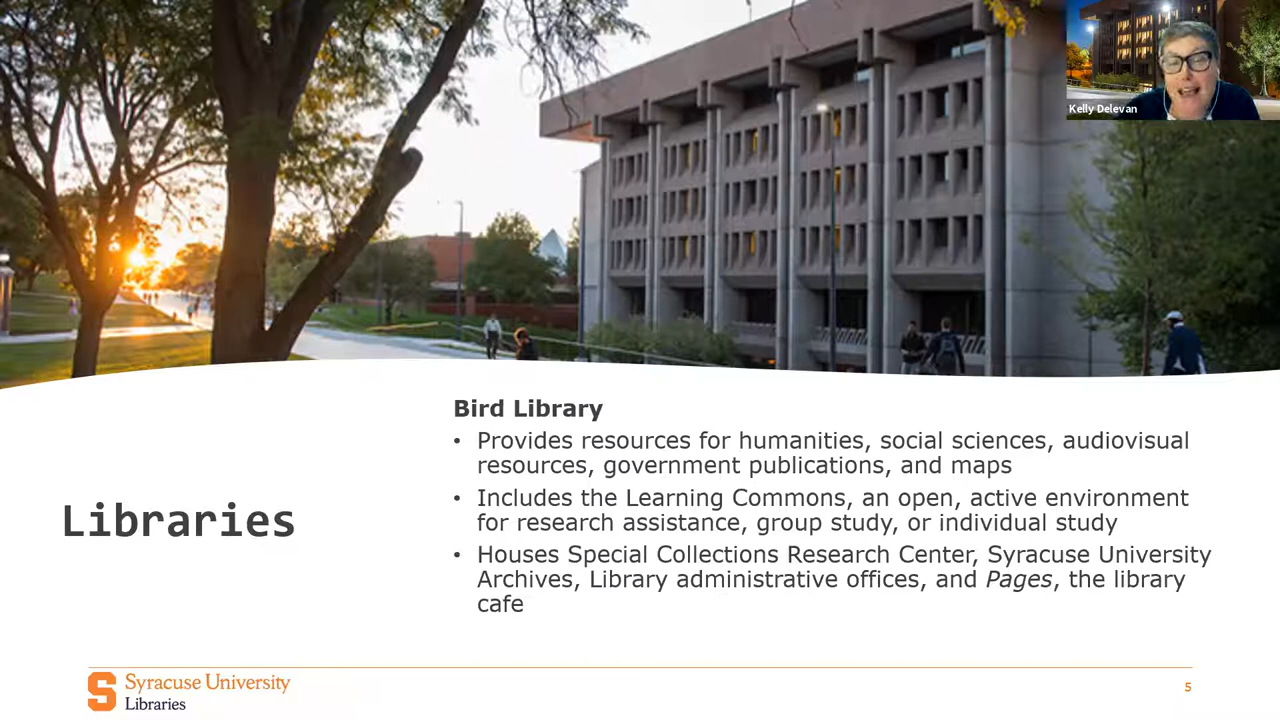 Kelly Delevan
Bird Library
• Provides resources for humanities, social sciences, audiovisual
resources, government publications, and maps
• Includes the Learning Commons, an open, active environment
for research assistance, group study, or individual study
• Houses Special Collections Research Center, Syracuse University
Archives, Library administrative offices, and Pages, the library
cafe
Libraries
S Syracuse University
Libraries
5